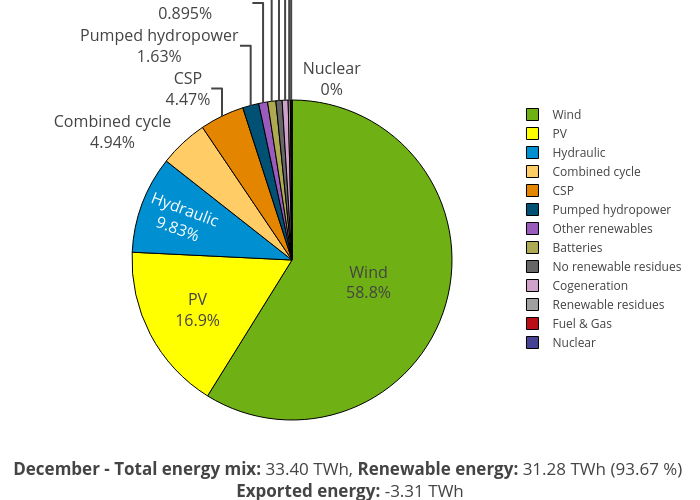 0.895%
Pumped hydropower
1.63%
CSP
4.47%
Nuclear
0%
Combined cycle
4.94%
Hydraulic
9.83%
Wind
58.8%
PV
16.9%
Wind
PV
Hydraulic
Combined cycle
CSP
Pumped hydropower
Other renewables
Batteries
No renewable residues
Cogeneration
Renewable residues
Fuel & Gas
Nuclear
December - Total energy mix: 33.40 TWh, Renewable energy: 31.28 TWh (93.67 %)
Exported energy: -3.31 TWh